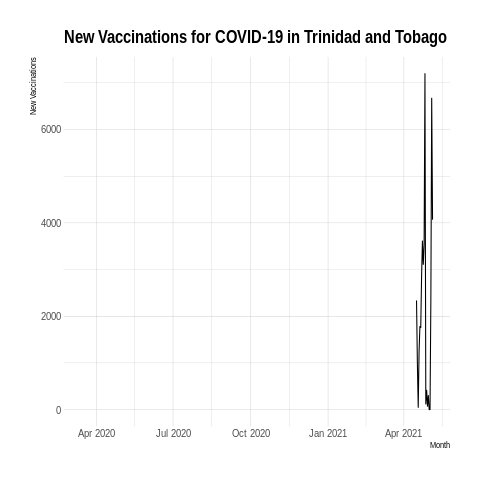 New Vaccinations for COVID-19 in Trinidad and Tobago
New Vaccinations
6000
4000
2000
0
Apr 2020 Jul 2020 Oct 2020 Jan 2021 Apr 2021
Month